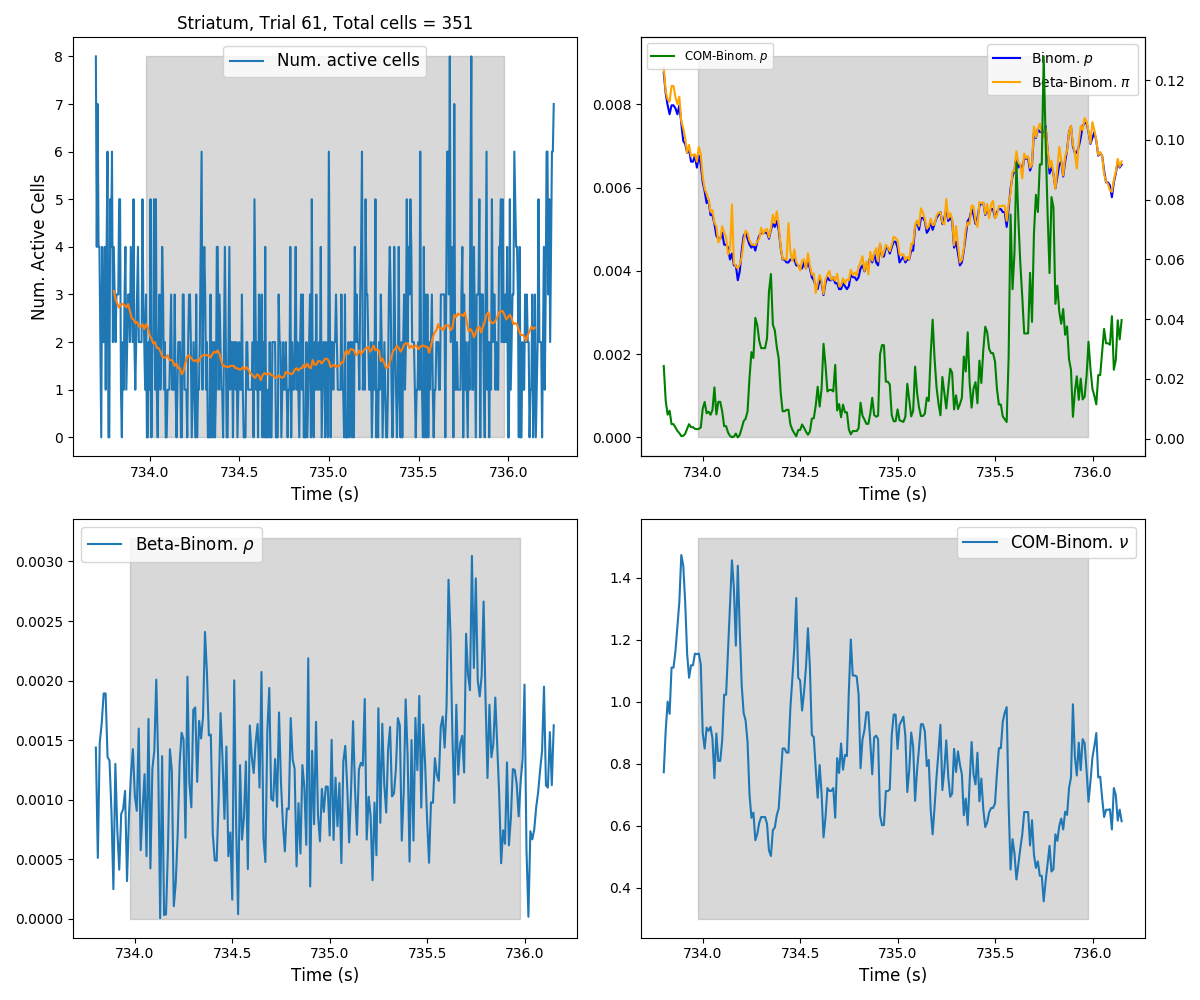 Striatum, Trial 61, Total cells = 351
Num. active cells
8
7
6
5
4
3
2
1
0
Num. Active Cells
734.0 734.5 735.0 735.5 736.0
Time (s)
COM-Binom. p
Binom. p
Beta-Binom. π
0.008
0.006
0.004
0.002
0.000
0.12
0.10
0.08
0.06
0.04
0.02
0.00
734.0 734.5 735.0 735.5 736.0
Time (s)
Beta-Binom. ρ
0.0030
0.0025
0.0020
0.0015
0.0010
0.0005
0.0000
734.0 734.5 735.0 735.5 736.0
Time (s)
COM-Binom. ν
1.4
1.2
1.0
0.8
0.6
0.4
734.0 734.5 735.0 735.5 736.0
Time (s)